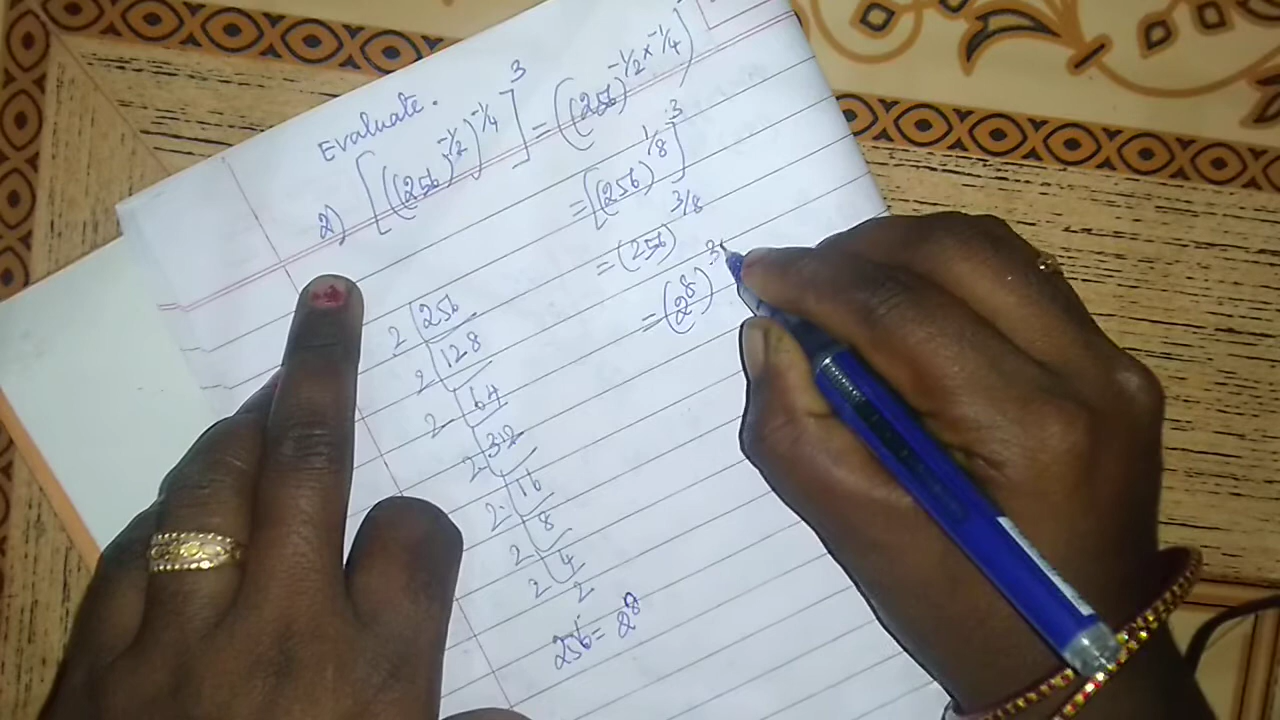 Evaluate.
2) [((256)^-1/2)^-1/4]^3 = ((256)^-1/2 x -1/4)
= [(256)^1/8]^3
= (256)^3/8
= (2^8)^3/
2 | 256
2 | 128
2 | 64
2 | 32
2 | 16
2 | 8
2 | 4
2
256 = 2^8